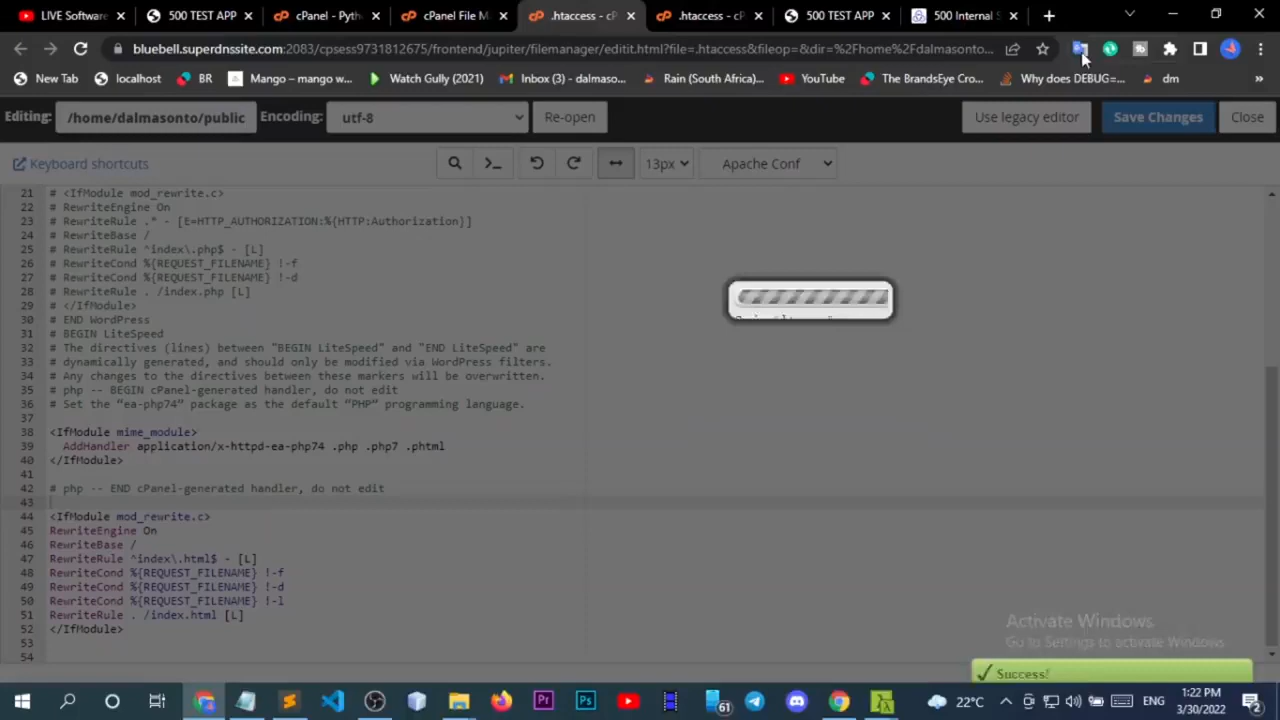 LIVE Software
500 TEST APP
cPanel - Pyth
cPanel File M
.htaccess - cP
.htaccess - cP
500 TEST APP
500 Internal S
bluebell.superdnssite.com:2083/cpsess9731812675/frontend/jupiter/filemanager/editit.html?file=.htaccess&fileop=&dir=%2Fhome%2Fdalmasonto...
New Tab
localhost
BR
Mango – mango w...
Watch Gully (2021)
Inbox (3) - dalmaso...
Rain (South Africa)...
YouTube
The BrandsEye Cro...
Why does DEBUG=...
dm
»
Editing: /home/dalmasonto/public Encoding: utf-8 Re-open Use legacy editor Save Changes Close
Keyboard shortcuts 13px Apache Conf
21 # <IfModule mod_rewrite.c>
22 # RewriteEngine On
23 # RewriteRule .* - [E=HTTP_AUTHORIZATION:%{HTTP:Authorization}]
24 # RewriteBase /
25 # RewriteRule ^index\.php$ - [L]
26 # RewriteCond %{REQUEST_FILENAME} !-f
27 # RewriteCond %{REQUEST_FILENAME} !-d
28 # RewriteRule . /index.php [L]
29 # </IfModule>
30 # END WordPress
31 # BEGIN LiteSpeed
32 # The directives (lines) between "BEGIN LiteSpeed" and "END LiteSpeed" are
33 # dynamically generated, and should only be modified via WordPress filters.
34 # Any changes to the directives between these markers will be overwritten.
35 # php -- BEGIN cPanel-generated handler, do not edit
36 # Set the “ea-php74” package as the default “PHP” programming language.
37
38 <IfModule mime_module>
39 AddHandler application/x-httpd-ea-php74 .php .php7 .phtml
40 </IfModule>
41
42 # php -- END cPanel-generated handler, do not edit
43
44 <IfModule mod_rewrite.c>
45 RewriteEngine On
46 RewriteBase /
47 RewriteRule ^index\.html$ - [L]
48 RewriteCond %{REQUEST_FILENAME} !-f
49 RewriteCond %{REQUEST_FILENAME} !-d
50 RewriteCond %{REQUEST_FILENAME} !-l
51 RewriteRule . /index.html [L]
52 </IfModule>
53
54
Activate Windows
Go to Settings to activate Windows.
Success!
Pr
Ps
61
22°C
ENG
1:22 PM
3/30/2022
2